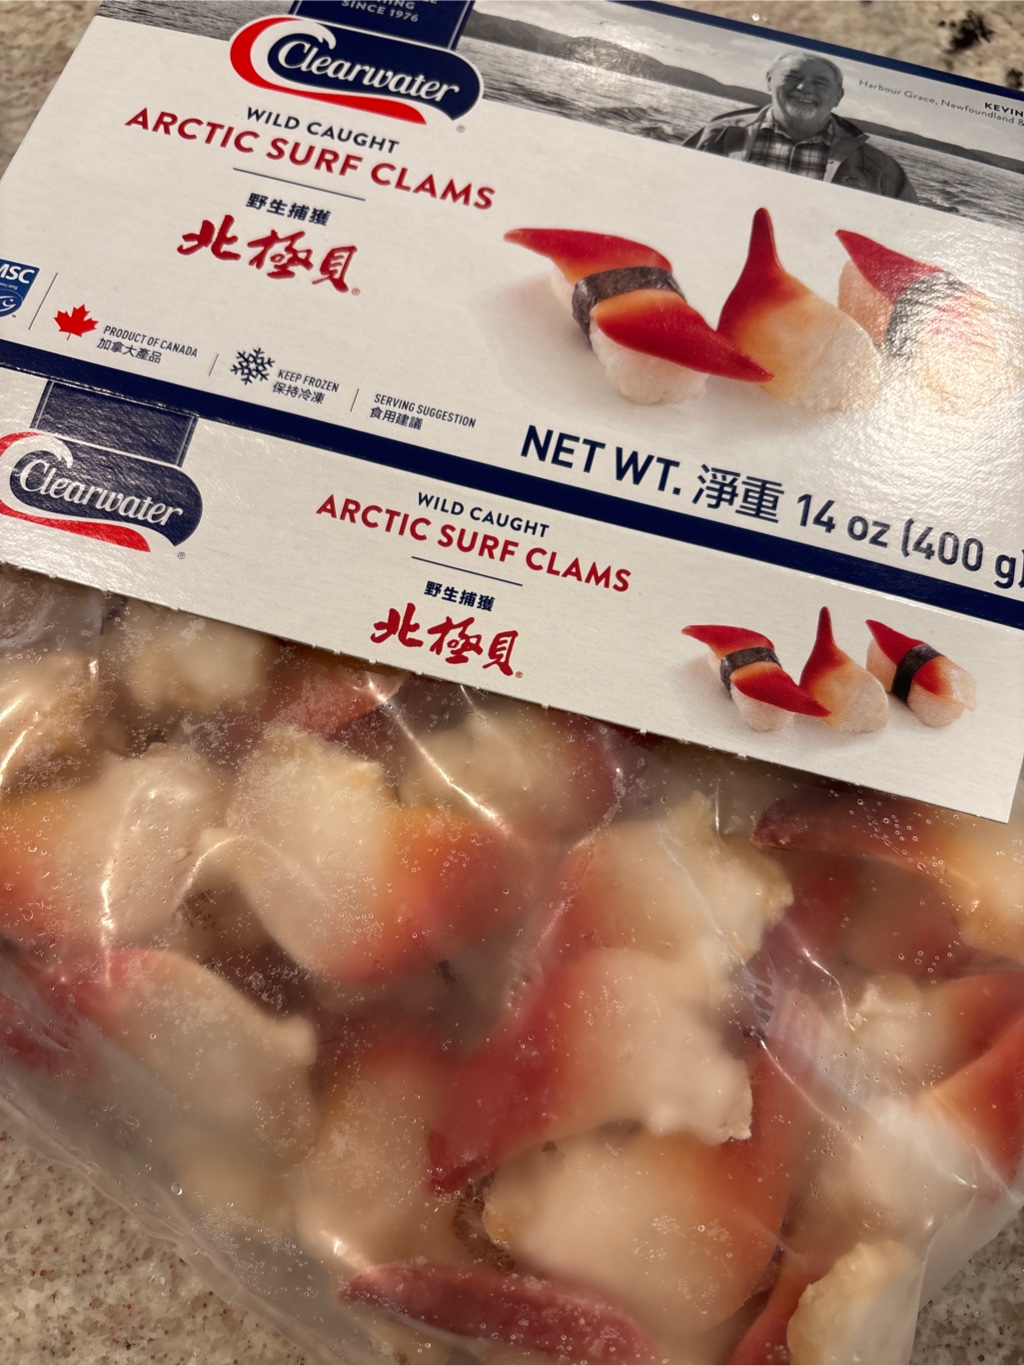 SINCE 1976
Clearwater®
WILD CAUGHT
ARCTIC SURF CLAMS
野生捕獲
北極貝®
KEVIN
Harbour Grace, Newfoundland &
MSC
PRODUCT OF CANADA
加拿大產品
KEEP FROZEN
保持冷凍
SERVING SUGGESTION
食用建議
NET WT. 淨重 14 oz (400 g)
Clearwater®
WILD CAUGHT
ARCTIC SURF CLAMS
野生捕獲
北極貝®